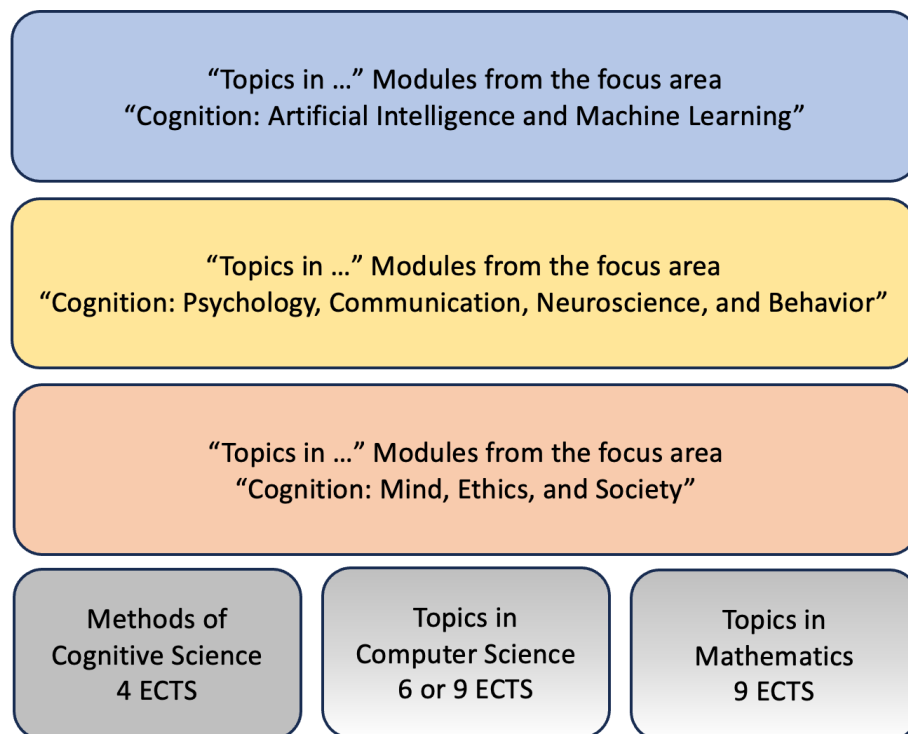 “Topics in …” Modules from the focus area
“Cognition: Artificial Intelligence and Machine Learning”
“Topics in …” Modules from the focus area
“Cognition: Psychology, Communication, Neuroscience, and Behavior”
“Topics in …” Modules from the focus area
“Cognition: Mind, Ethics, and Society”
Methods of
Cognitive Science
4 ECTS
Topics in
Computer Science
6 or 9 ECTS
Topics in
Mathematics
9 ECTS